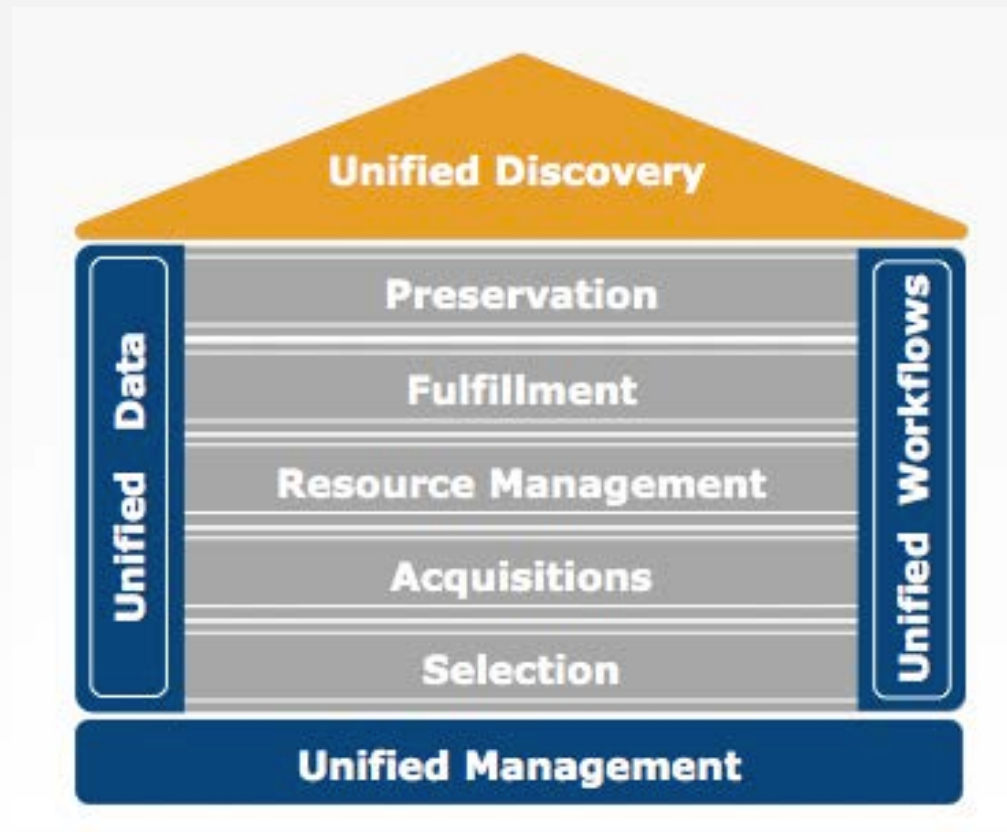 Unified Discovery
Unified Data
Preservation
Fulfillment
Resource Management
Acquisitions
Selection
Unified Workflows
Unified Management